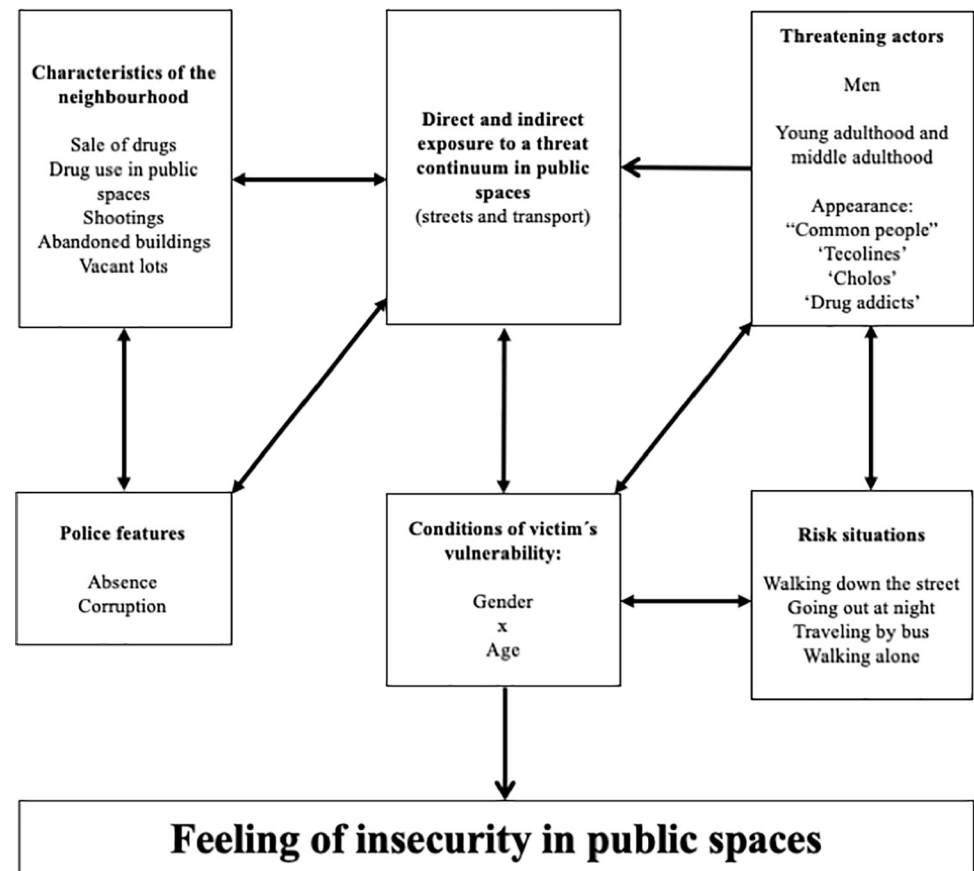 Characteristics of the
neighbourhood
Sale of drugs
Drug use in public
spaces
Shootings
Abandoned buildings
Vacant lots
Direct and indirect
exposure to a threat
continuum in public
spaces
(streets and transport)
Threatening actors
Men
Young adulthood and
middle adulthood
Appearance:
“Common people”
‘Tecolines’
‘Cholos’
‘Drug addicts’
Police features
Absence
Corruption
Conditions of victim´s
vulnerability:
Gender
x
Age
Risk situations
Walking down the street
Going out at night
Traveling by bus
Walking alone
Feeling of insecurity in public spaces